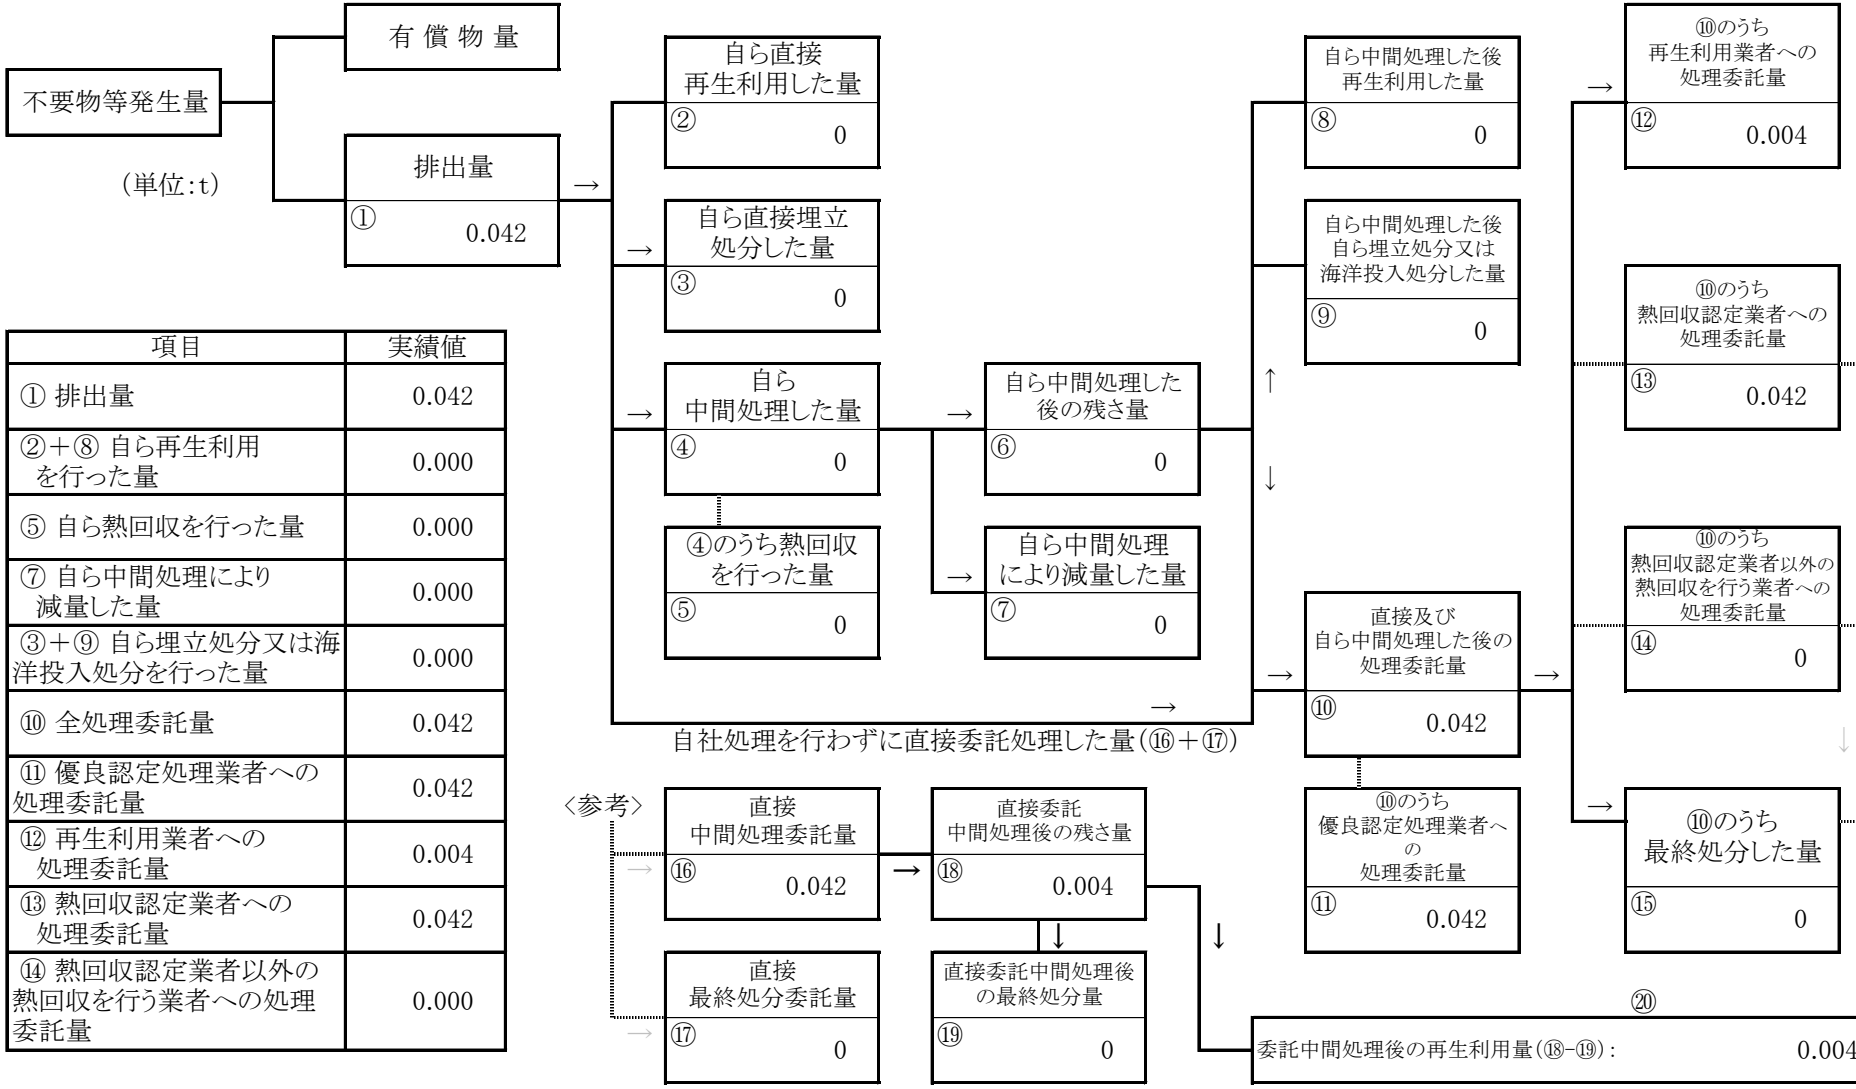 有 償 物 量
不要物等発生量
(単位:t)
排出量
①
0.042
→
自ら直接
再生利用した量
②
0
→
自ら直接埋立
処分した量
③
0
→
自ら
中間処理した量
④
0
④のうち熱回収
を行った量
⑤
0
→
自ら中間処理した
後の残さ量
⑥
0
→
自ら中間処理
により減量した量
⑦
0
自ら中間処理した後
再生利用した量
⑧
0
自ら中間処理した後
自ら埋立処分又は
海洋投入処分した量
⑨
0
↑
↓
→
自社処理を行わずに直接委託処理した量(⑯+⑰)
→
直接及び
自ら中間処理した後の
処理委託量
⑩
0.042
→
⑩のうち
優良認定処理業者へ
の
処理委託量
⑪
0.042
→
⑩のうち
再生利用業者への
処理委託量
⑫
0.004
⑩のうち
熱回収認定業者への
処理委託量
⑬
0.042
⑩のうち
熱回収認定業者以外の
熱回収を行う業者への
処理委託量
⑭
0
↓
→
⑩のうち
最終処分した量
⑮
0
項目 実績値
① 排出量 0.042
②+⑧ 自ら再生利用
を行った量 0.000
⑤ 自ら熱回収を行った量 0.000
⑦ 自ら中間処理により
減量した量 0.000
③+⑨ 自ら埋立処分又は海
洋投入処分を行った量 0.000
⑩ 全処理委託量 0.042
⑪ 優良認定処理業者への
処理委託量 0.042
⑫ 再生利用業者への
処理委託量 0.004
⑬ 熱回収認定業者への
処理委託量 0.042
⑭ 熱回収認定業者以外の
熱回収を行う業者への処理
委託量 0.000
<参考>
→
直接
中間処理委託量
⑯
0.042
→
直接委託
中間処理後の残さ量
⑱
0.004
↓
↓
→
直接
最終処分委託量
⑰
0
直接委託中間処理後
の最終処分量
⑲
0
⑳
委託中間処理後の再生利用量(⑱-⑲): 0.004